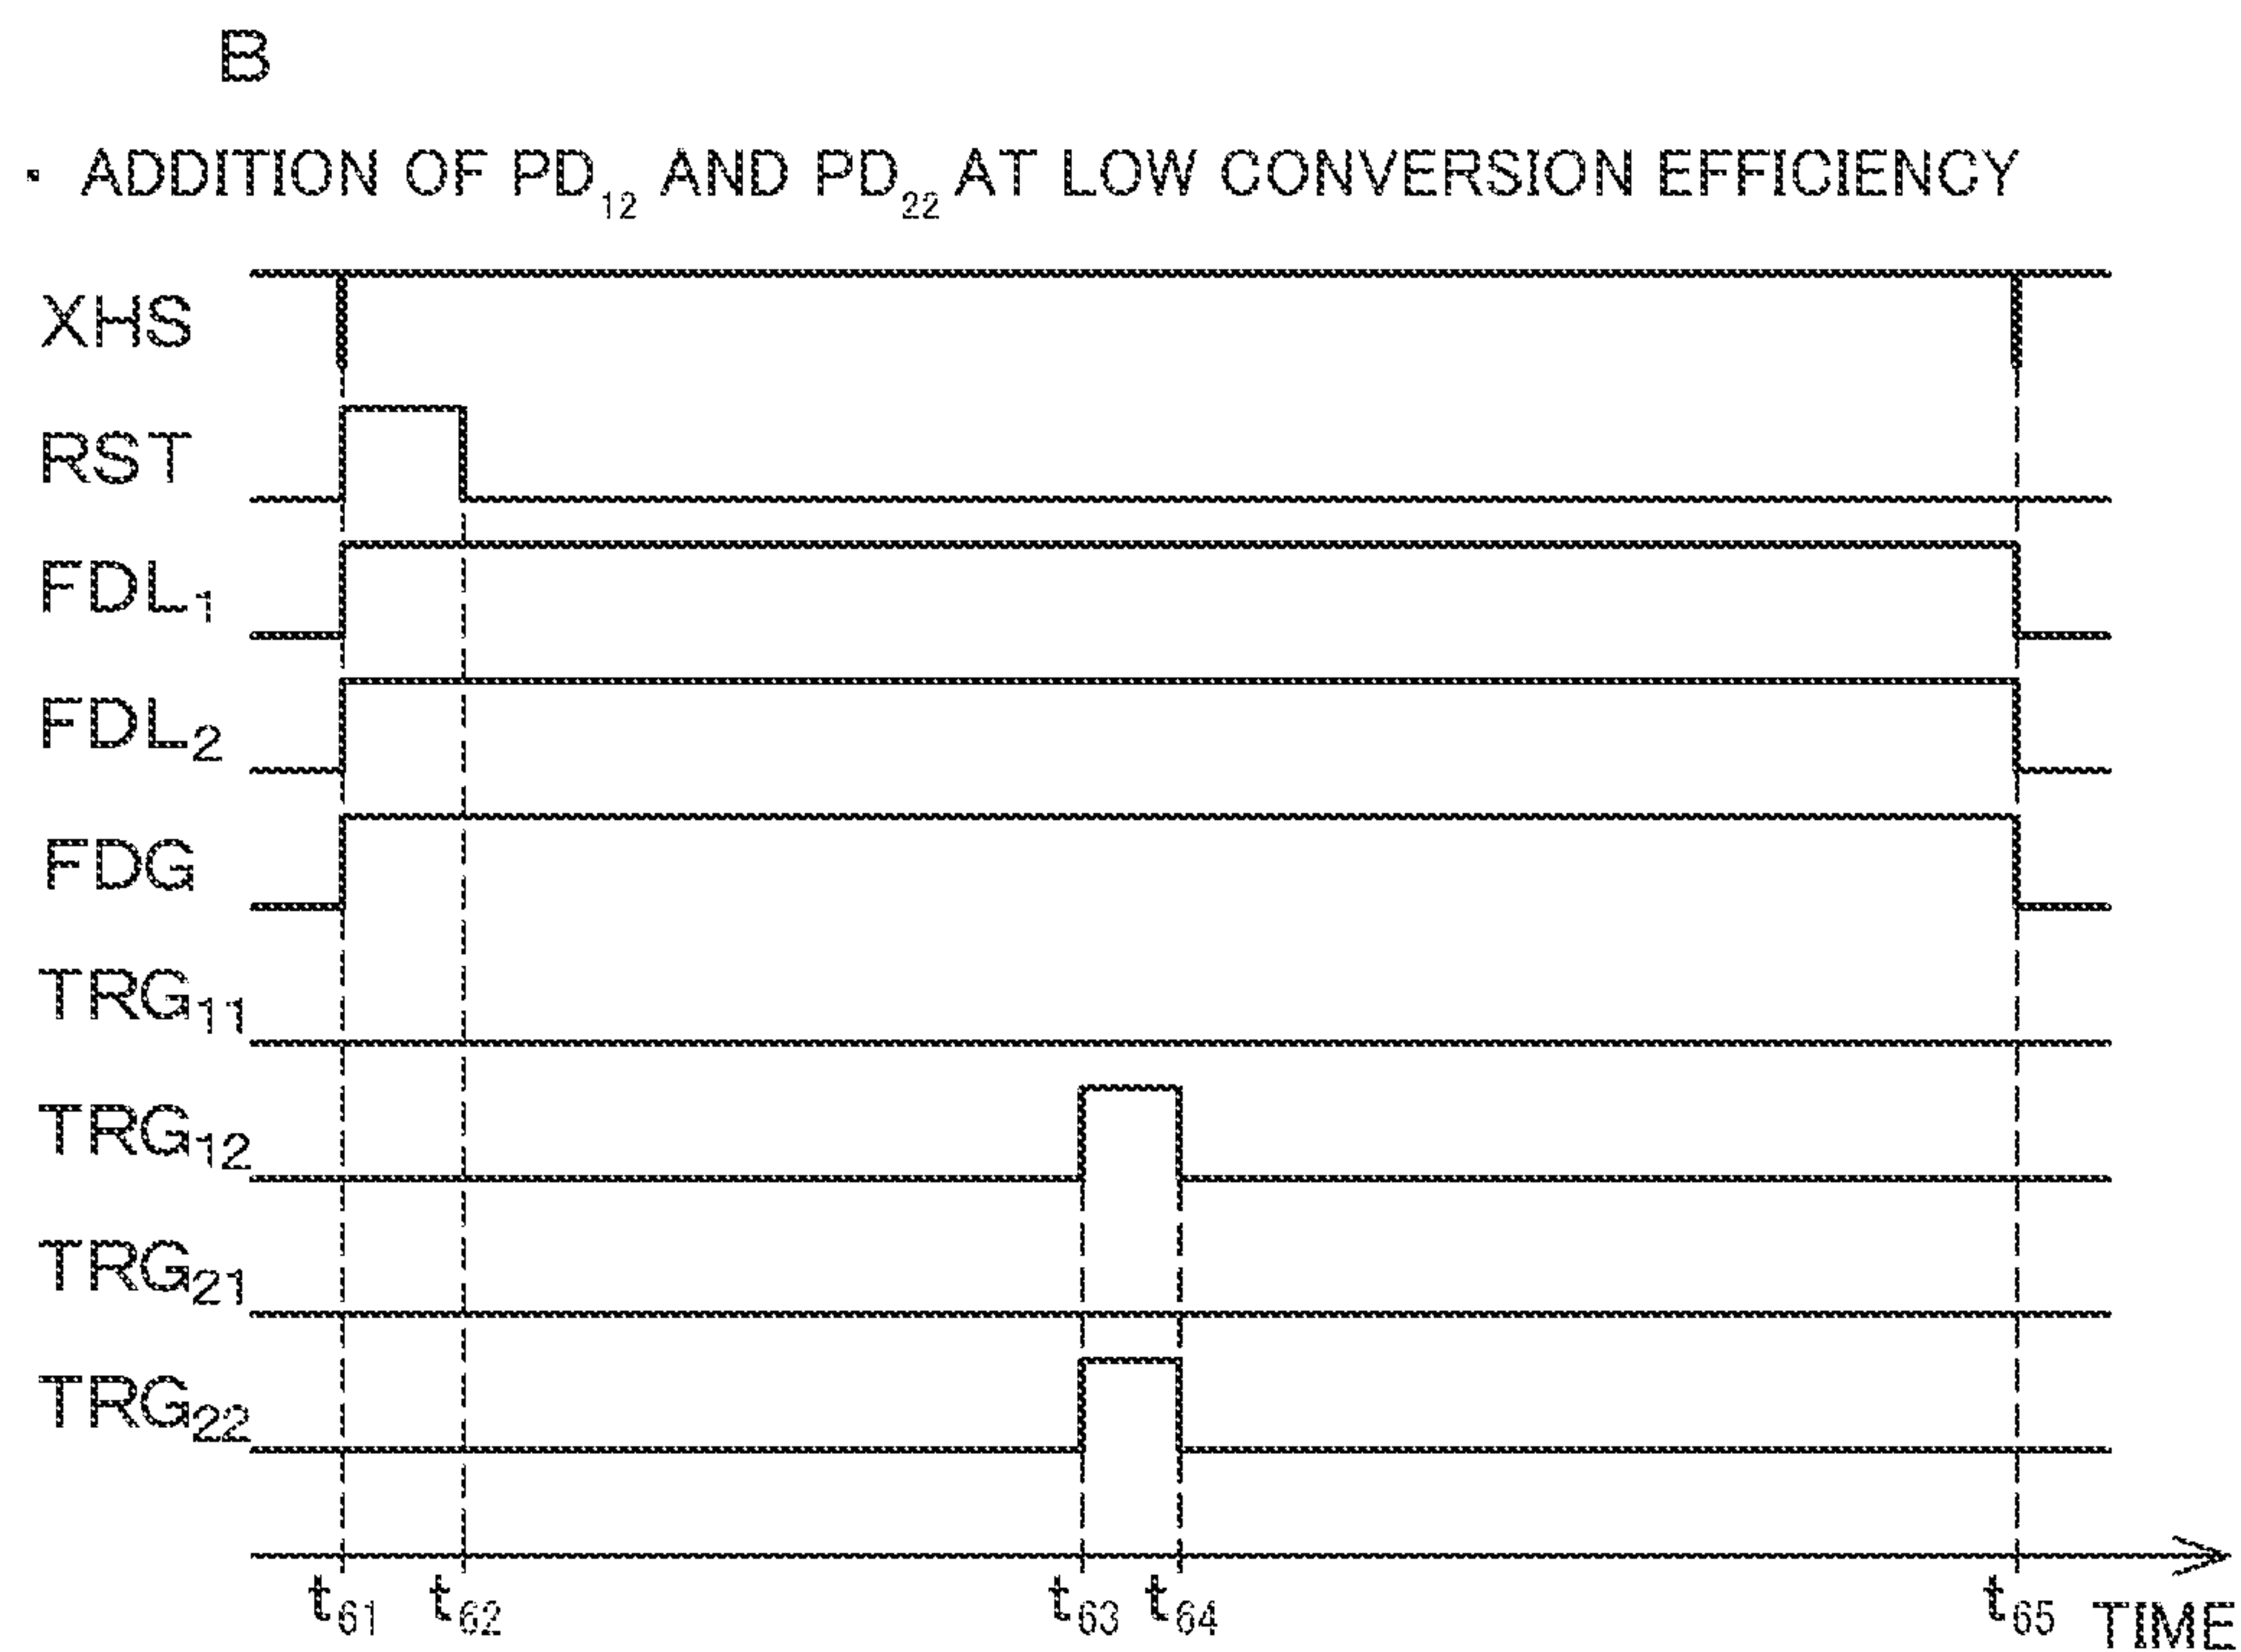 B
· ADDITION OF PD₁₂ AND PD₂₂ AT LOW CONVERSION EFFICIENCY
XHS
RST
FDL₁
FDL₂
FDG
TRG₁₁
TRG₁₂
TRG₂₁
TRG₂₂
t₆₁ t₆₂ t₆₃ t₆₄ t₆₅ TIME